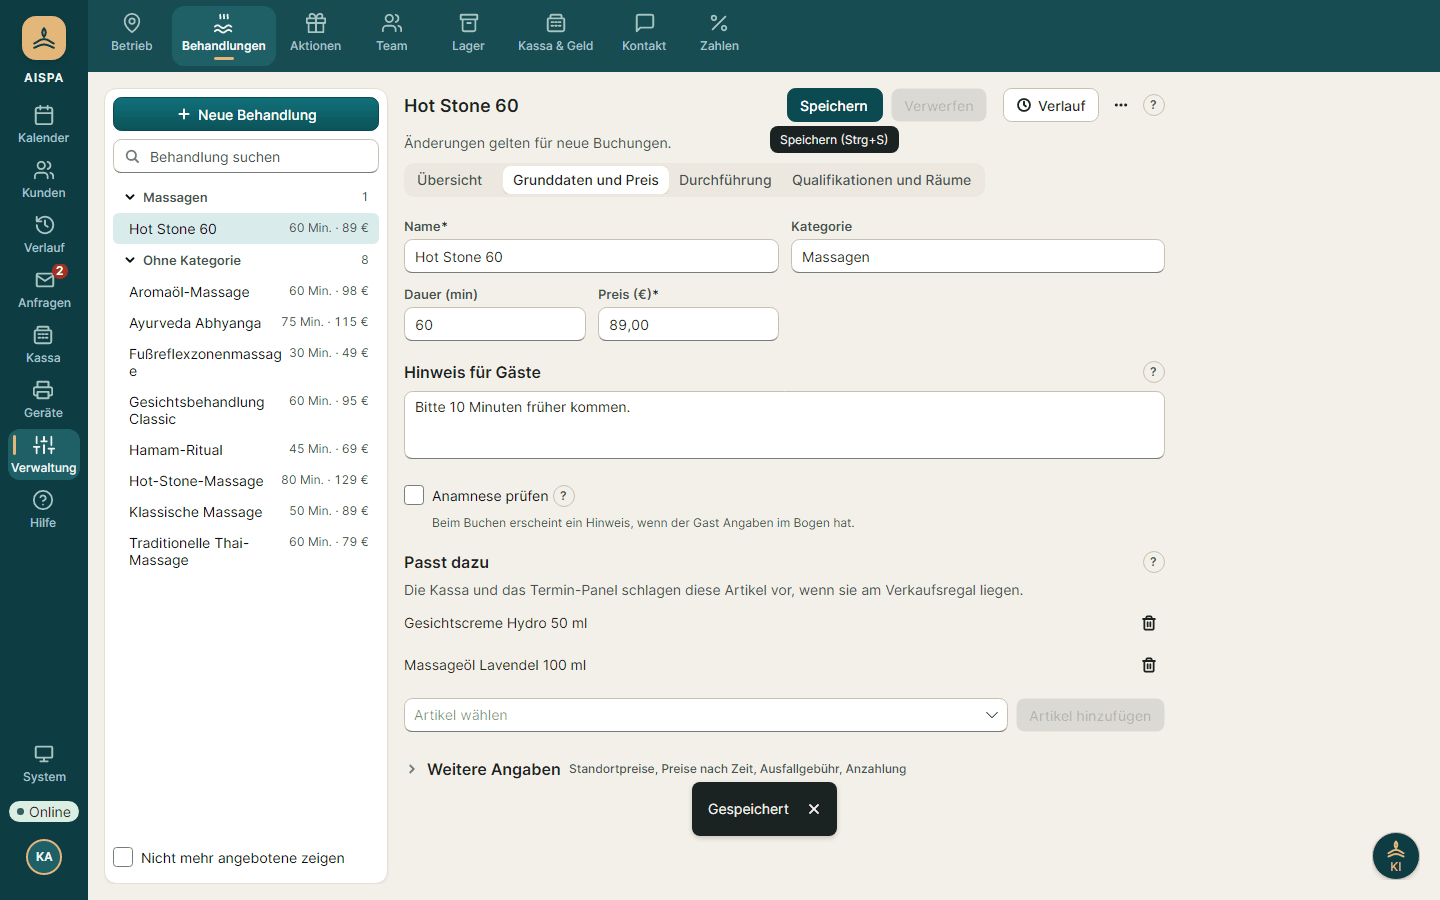 AISPA
Kalender
Kunden
Verlauf
2
Anfragen
Kassa
Geräte
Verwaltung
Hilfe
System
Online
KA
Betrieb
Behandlungen
Aktionen
Team
Lager
Kassa & Geld
Kontakt
Zahlen
+ Neue Behandlung
Behandlung suchen
Massagen 1
Hot Stone 60 60 Min. · 89 €
Ohne Kategorie 8
Aromaöl-Massage 60 Min. · 98 €
Ayurveda Abhyanga 75 Min. · 115 €
Fußreflexzonenmassag 30 Min. · 49 €
e
Gesichtsbehandlung 60 Min. · 95 €
Classic
Hamam-Ritual 45 Min. · 69 €
Hot-Stone-Massage 80 Min. · 129 €
Klassische Massage 50 Min. · 89 €
Traditionelle Thai- 60 Min. · 79 €
Massage
Nicht mehr angebotene zeigen
Hot Stone 60
Speichern
Verwerfen
Verlauf
?
Speichern (Strg+S)
Änderungen gelten für neue Buchungen.
Übersicht
Grunddaten und Preis
Durchführung
Qualifikationen und Räume
Name*
Kategorie
Hot Stone 60
Massagen
Dauer (min)
Preis (€)*
60
89,00
Hinweis für Gäste ?
Bitte 10 Minuten früher kommen.
Anamnese prüfen ?
Beim Buchen erscheint ein Hinweis, wenn der Gast Angaben im Bogen hat.
Passt dazu ?
Die Kassa und das Termin-Panel schlagen diese Artikel vor, wenn sie am Verkaufsregal liegen.
Gesichtscreme Hydro 50 ml
Massageöl Lavendel 100 ml
Artikel wählen
Artikel hinzufügen
Weitere Angaben Standortpreise, Preise nach Zeit, Ausfallgebühr, Anzahlung
Gespeichert
KI